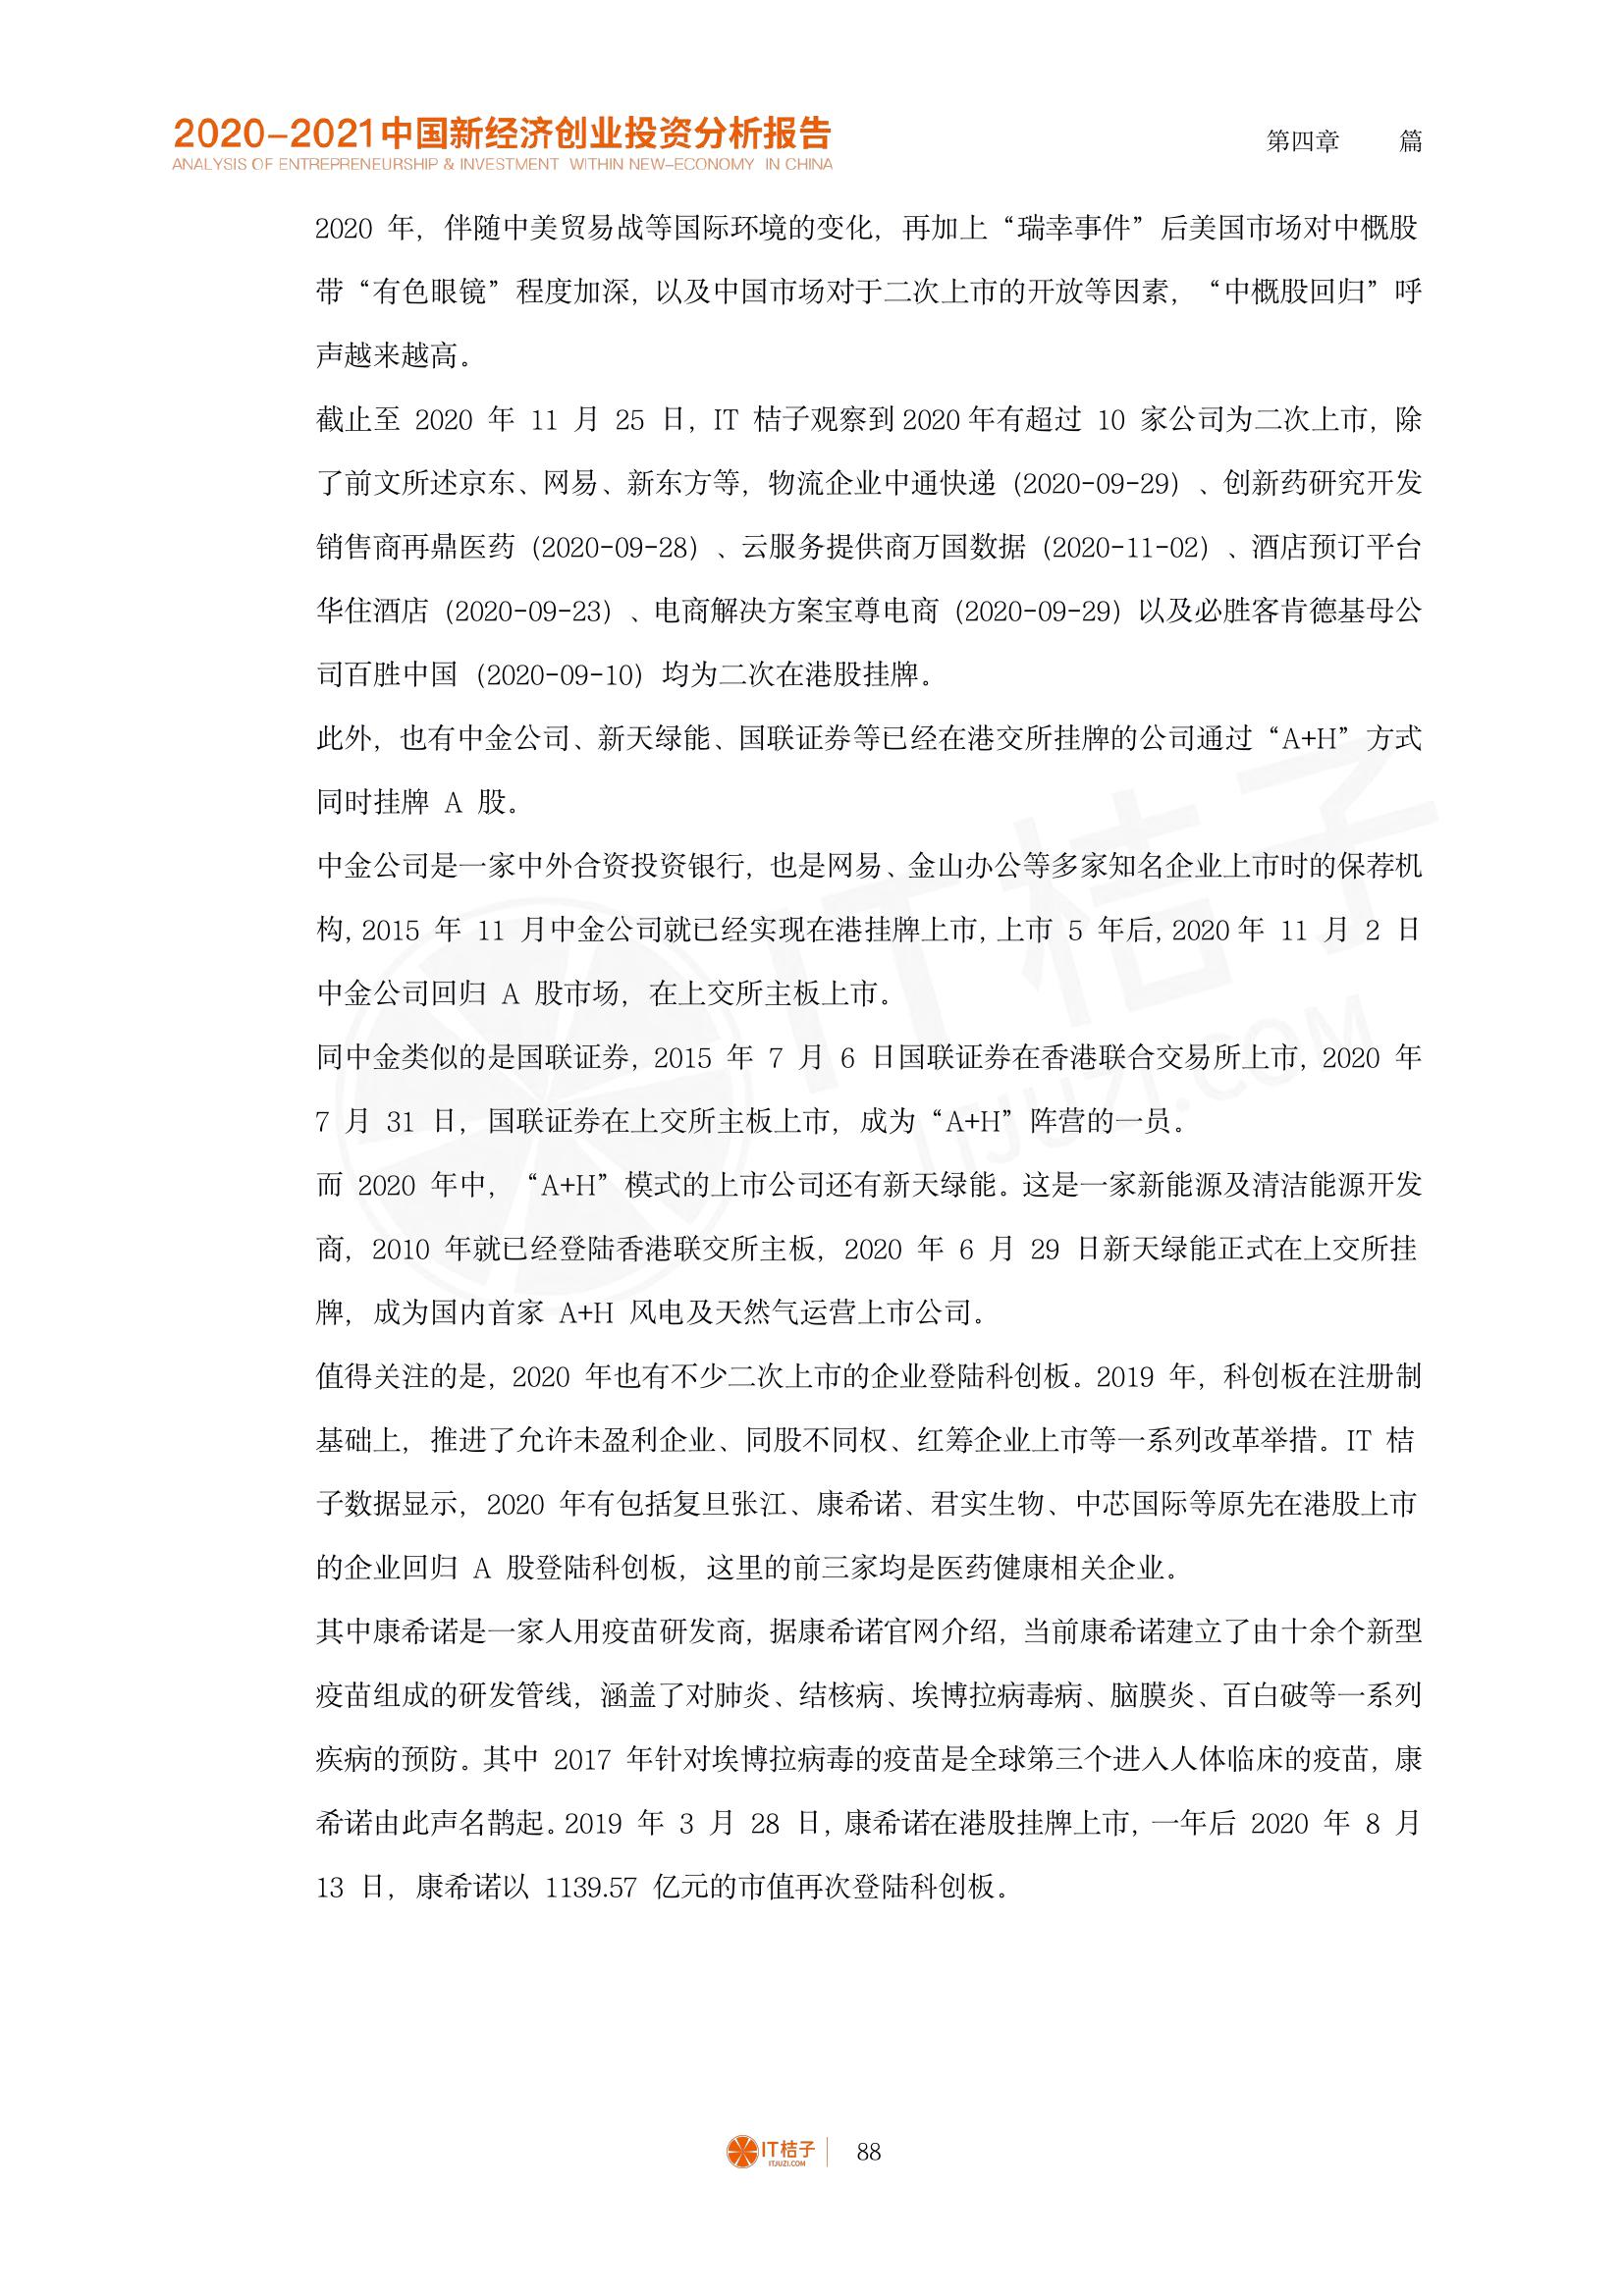 2020-2021中国新经济创业投资分析报告
ANALYSIS OF ENTREPRENEURSHIP & INVESTMENT WITHIN NEW-ECONOMY IN CHINA
第四章 篇
2020 年，伴随中美贸易战等国际环境的变化，再加上“瑞幸事件”后美国市场对中概股
带“有色眼镜”程度加深，以及中国市场对于二次上市的开放等因素，“中概股回归”呼
声越来越高。
截止至 2020 年 11 月 25 日，IT 桔子观察到 2020 年有超过 10 家公司为二次上市，除
了前文所述京东、网易、新东方等，物流企业中通快递（2020-09-29）、创新药研究开发
销售商再鼎医药（2020-09-28）、云服务提供商万国数据（2020-11-02）、酒店预订平台
华住酒店（2020-09-23）、电商解决方案宝尊电商（2020-09-29）以及必胜客肯德基母公
司百胜中国（2020-09-10）均为二次在港股挂牌。
此外，也有中金公司、新天绿能、国联证券等已经在港交所挂牌的公司通过“A+H”方式
同时挂牌 A 股。
中金公司是一家中外合资投资银行，也是网易、金山办公等多家知名企业上市时的保荐机
构，2015 年 11 月中金公司就已经实现在港挂牌上市，上市 5 年后，2020 年 11 月 2 日
中金公司回归 A 股市场，在上交所主板上市。
同中金类似的是国联证券，2015 年 7 月 6 日国联证券在香港联合交易所上市，2020 年
7 月 31 日，国联证券在上交所主板上市，成为“A+H”阵营的一员。
而 2020 年中，“A+H”模式的上市公司还有新天绿能。这是一家新能源及清洁能源开发
商，2010 年就已经登陆香港联交所主板，2020 年 6 月 29 日新天绿能正式在上交所挂
牌，成为国内首家 A+H 风电及天然气运营上市公司。
值得关注的是，2020 年也有不少二次上市的企业登陆科创板。2019 年，科创板在注册制
基础上，推进了允许未盈利企业、同股不同权、红筹企业上市等一系列改革举措。IT 桔
子数据显示，2020 年有包括复旦张江、康希诺、君实生物、中芯国际等原先在港股上市
的企业回归 A 股登陆科创板，这里的前三家均是医药健康相关企业。
其中康希诺是一家人用疫苗研发商，据康希诺官网介绍，当前康希诺建立了由十余个新型
疫苗组成的研发管线，涵盖了对肺炎、结核病、埃博拉病毒病、脑膜炎、百白破等一系列
疾病的预防。其中 2017 年针对埃博拉病毒的疫苗是全球第三个进入人体临床的疫苗，康
希诺由此声名鹊起。2019 年 3 月 28 日，康希诺在港股挂牌上市，一年后 2020 年 8 月
13 日，康希诺以 1139.57 亿元的市值再次登陆科创板。
IT桔子
ITJUZI.COM
IT桔子
ITJUZI.COM
88